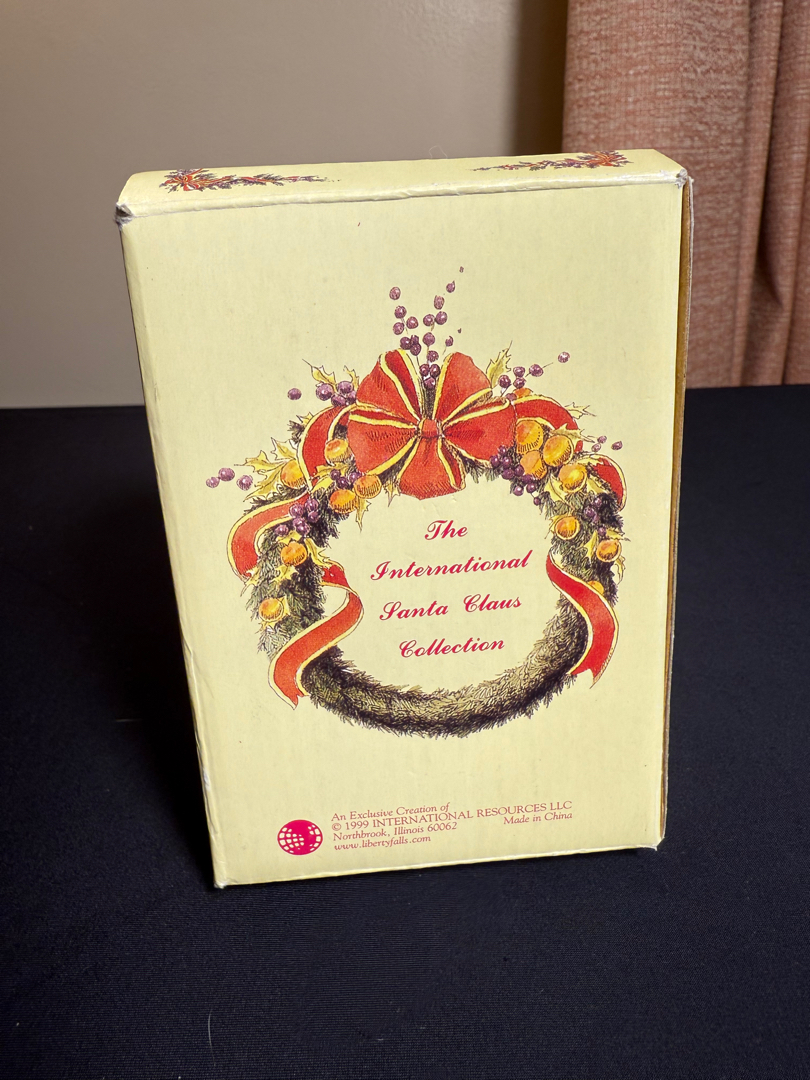 The
International
Santa Claus
Collection
An Exclusive Creation of
© 1999 INTERNATIONAL RESOURCES LLC
Northbrook, Illinois 60062 Made in China
www.libertyfalls.com